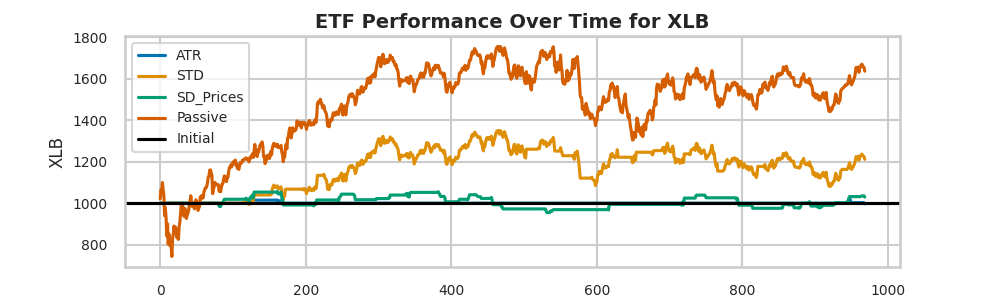 ETF Performance Over Time for XLB
XLB
1800
1600
1400
1200
1000
800
ATR
STD
SD_Prices
Passive
Initial
0
200
400
600
800
1000